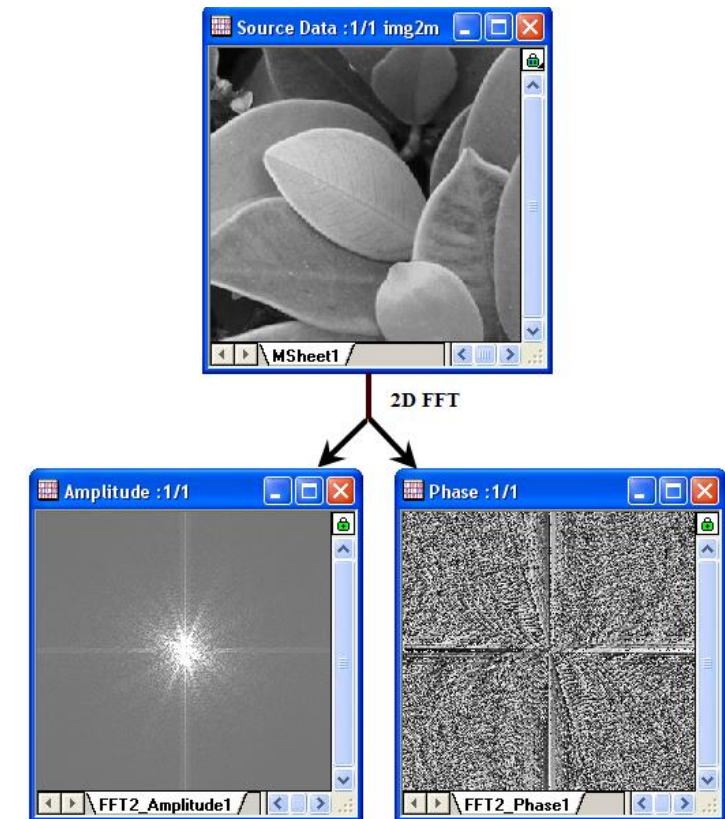 Source Data :1/1 img2m
MSheet1
2D FFT
Amplitude :1/1
FFT2_Amplitude1
Phase :1/1
FFT2_Phase1